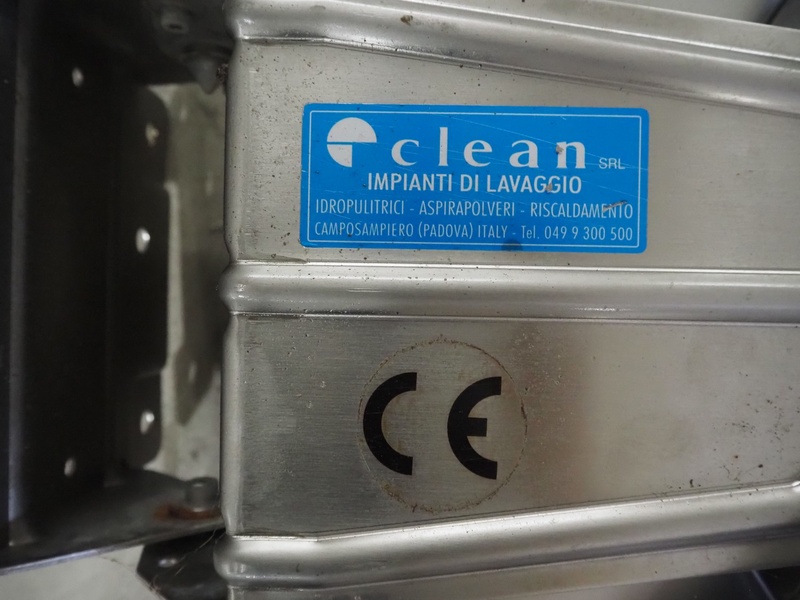 clean SRL
IMPIANTI DI LAVAGGIO
IDROPULITRICI - ASPIRAPOLVERI - RISCALDAMENTO
CAMPOSAMPIERO (PADOVA) ITALY - Tel. 049 9 300 500
CE